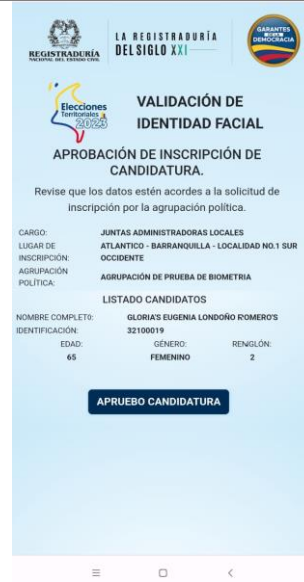 REGISTRADURÍA
NACIONAL DEL ESTADO CIVIL
LA REGISTRADURÍA
DEL SIGLO XXI
GARANTES
DE LA
DEMOCRACIA
Elecciones
Territoriales
2023
VALIDACIÓN DE
IDENTIDAD FACIAL
APROBACIÓN DE INSCRIPCIÓN DE
CANDIDATURA.
Revise que los datos estén acordes a la solicitud de
inscripción por la agrupación política.
CARGO: JUNTAS ADMINISTRADORAS LOCALES
LUGAR DE INSCRIPCIÓN: ATLANTICO - BARRANQUILLA - LOCALIDAD NO.1 SUR OCCIDENTE
AGRUPACIÓN POLÍTICA: AGRUPACIÓN DE PRUEBA DE BIOMETRIA
LISTADO CANDIDATOS
NOMBRE COMPLETO: GLORIA'S EUGENIA LONDOÑO ROMERO'S
IDENTIFICACIÓN: 32100019
EDAD: GÉNERO: RENGLÓN:
65 FEMENINO 2
APRUEBO CANDIDATURA